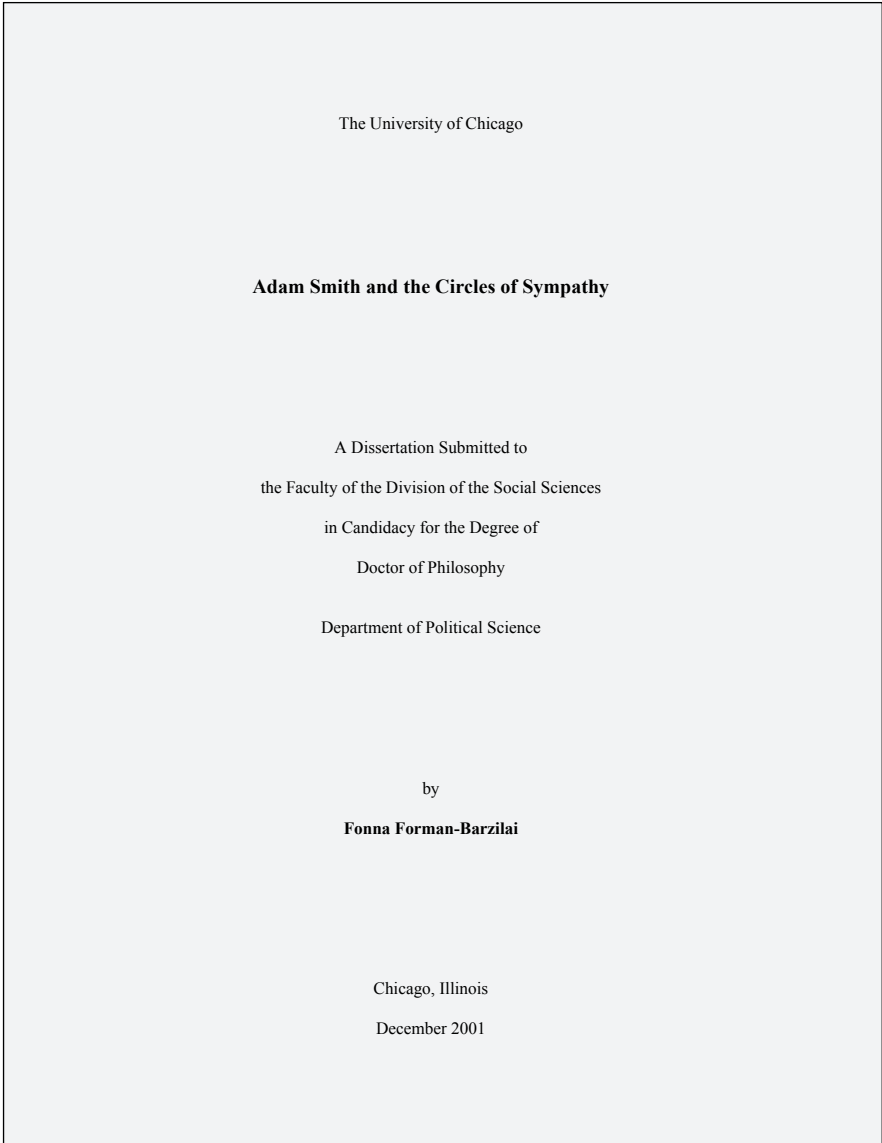 The University of Chicago
Adam Smith and the Circles of Sympathy
A Dissertation Submitted to
the Faculty of the Division of the Social Sciences
in Candidacy for the Degree of
Doctor of Philosophy
Department of Political Science
by
Fonna Forman-Barzilai
Chicago, Illinois
December 2001